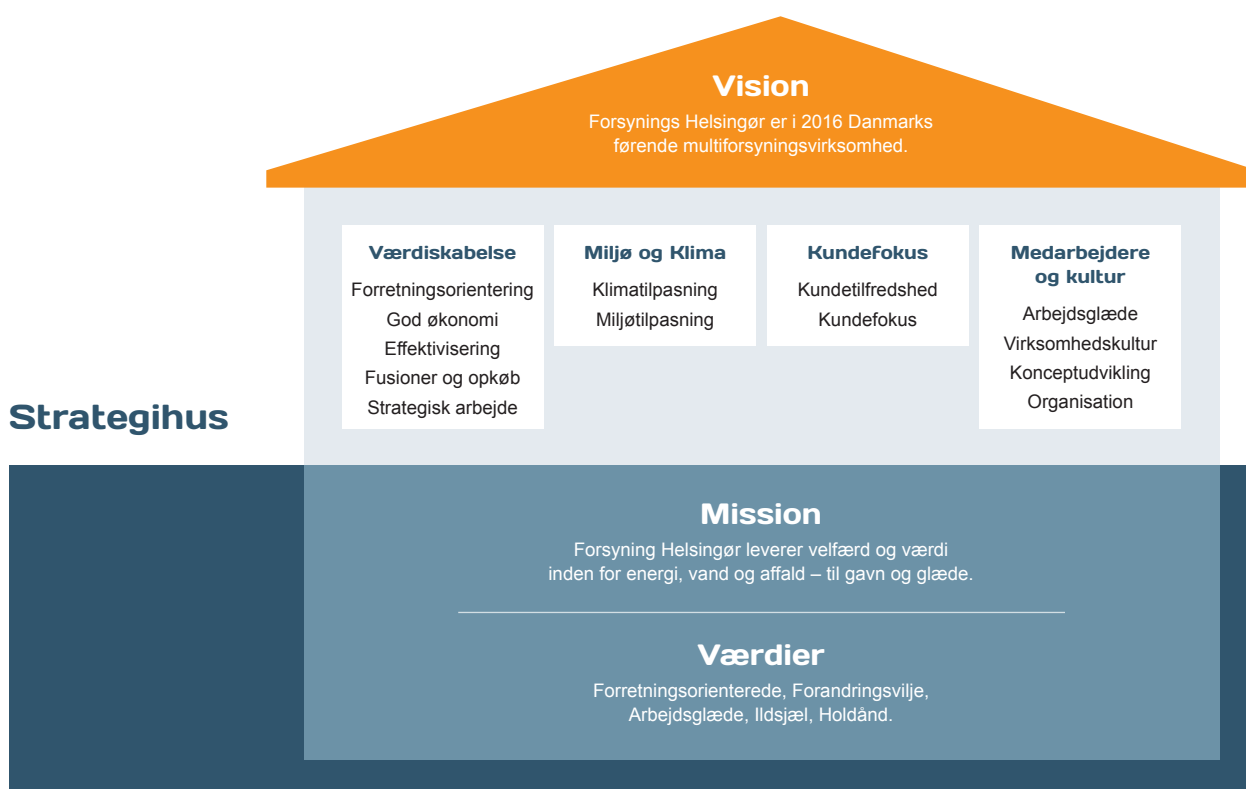 Vision
Forsynings Helsingør er i 2016 Danmarks
førende multiforsyningsvirksomhed.
Værdiskabelse
Forretningsorientering
God økonomi
Effektivisering
Fusioner og opkøb
Strategisk arbejde
Miljø og Klima
Klimatilpasning
Miljøtilpasning
Kundefokus
Kundetilfredshed
Kundefokus
Medarbejdere
og kultur
Arbejdsglæde
Virksomhedskultur
Konceptudvikling
Organisation
Strategihus
Mission
Forsyning Helsingør leverer velfærd og værdi
inden for energi, vand og affald – til gavn og glæde.
Værdier
Forretningsorienterede, Forandringsvilje,
Arbejdsglæde, Ildsjæl, Holdånd.